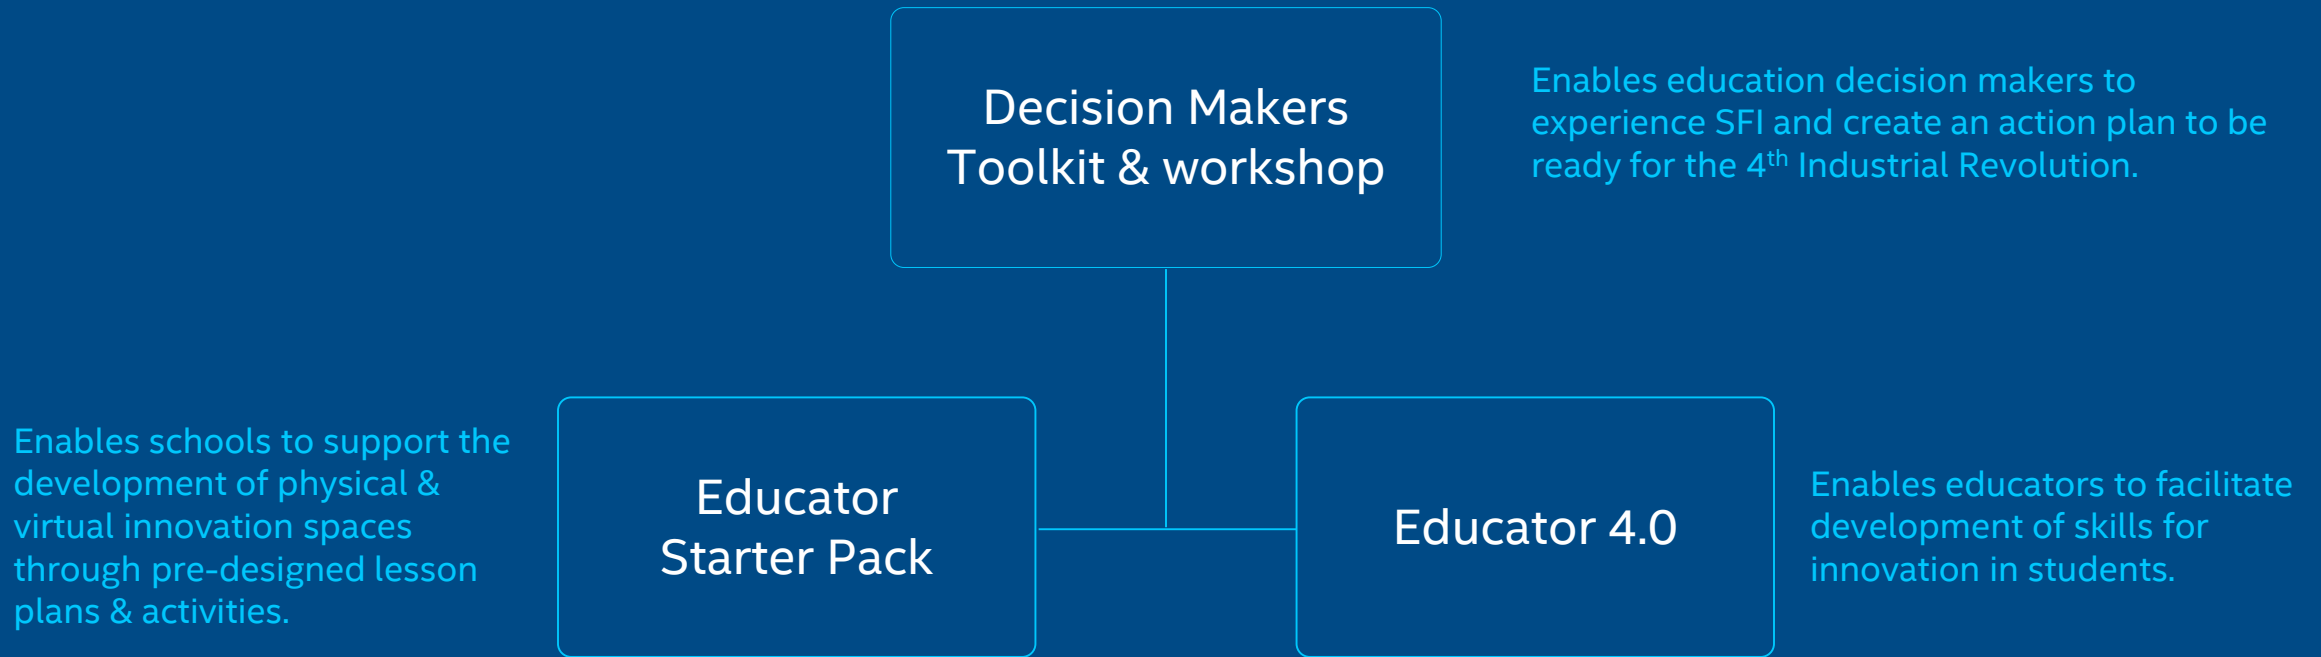 Decision Makers
Toolkit & workshop
Enables education decision makers to
experience SFI and create an action plan to be
ready for the 4th Industrial Revolution.
Enables schools to support the
development of physical &
virtual innovation spaces
through pre-designed lesson
plans & activities.
Educator
Starter Pack
Educator 4.0
Enables educators to facilitate
development of skills for
innovation in students.